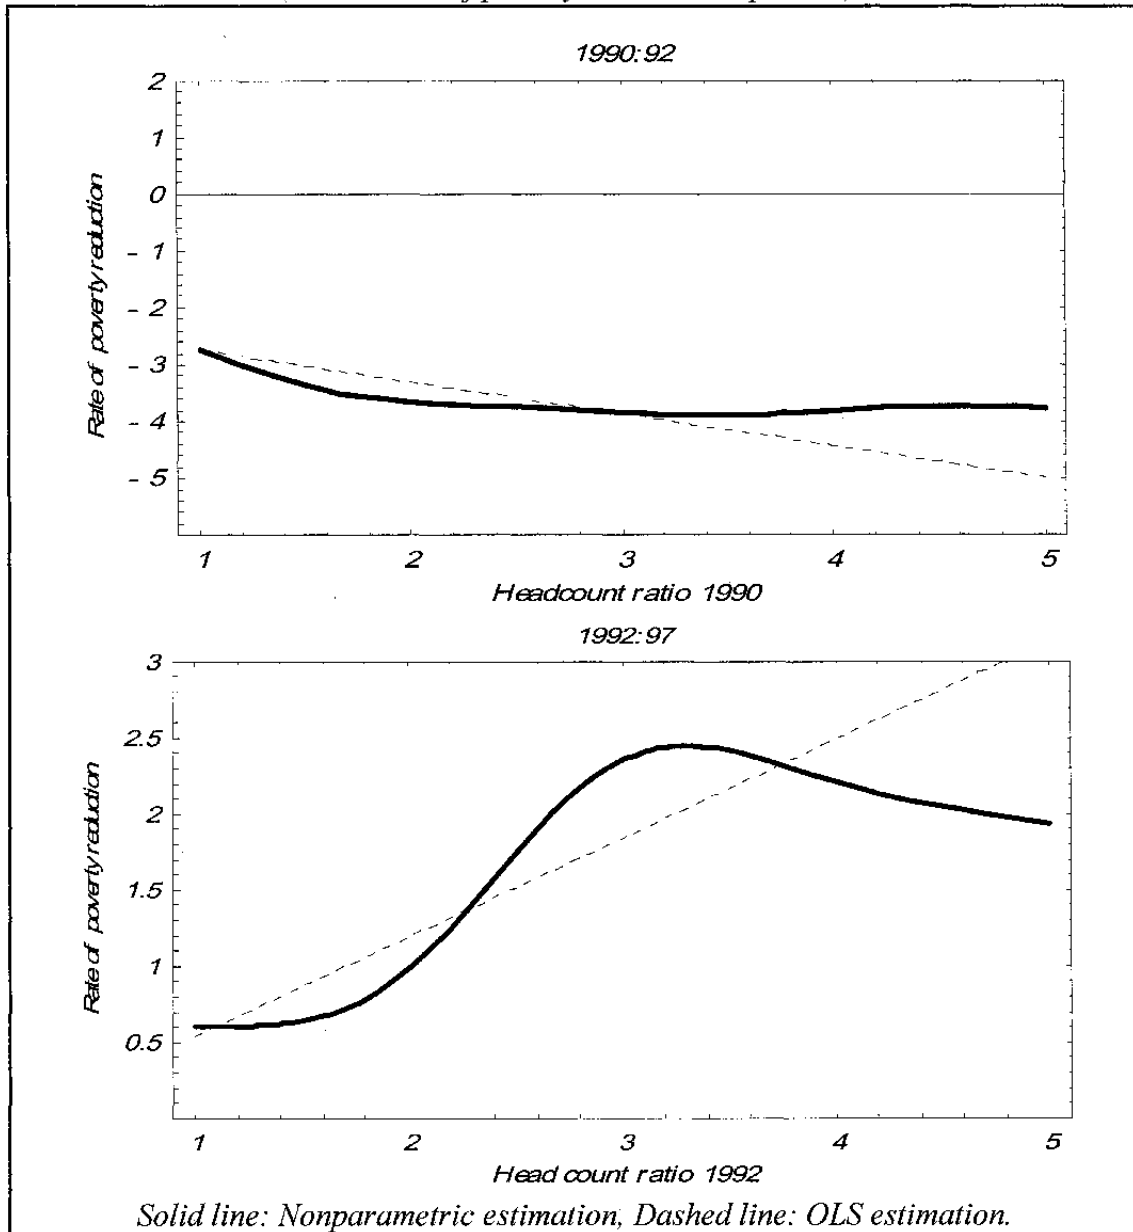 1990:92
2
1
0
- 1
- 2
- 3
- 4
- 5
Rate of poverty reduction
1 2 3 4 5
Headcount ratio 1990
1992:97
3
2.5
2
1.5
1
0.5
Rate of poverty reduction
1 2 3 4 5
Head count ratio 1992
Solid line: Nonparametric estimation, Dashed line: OLS estimation.